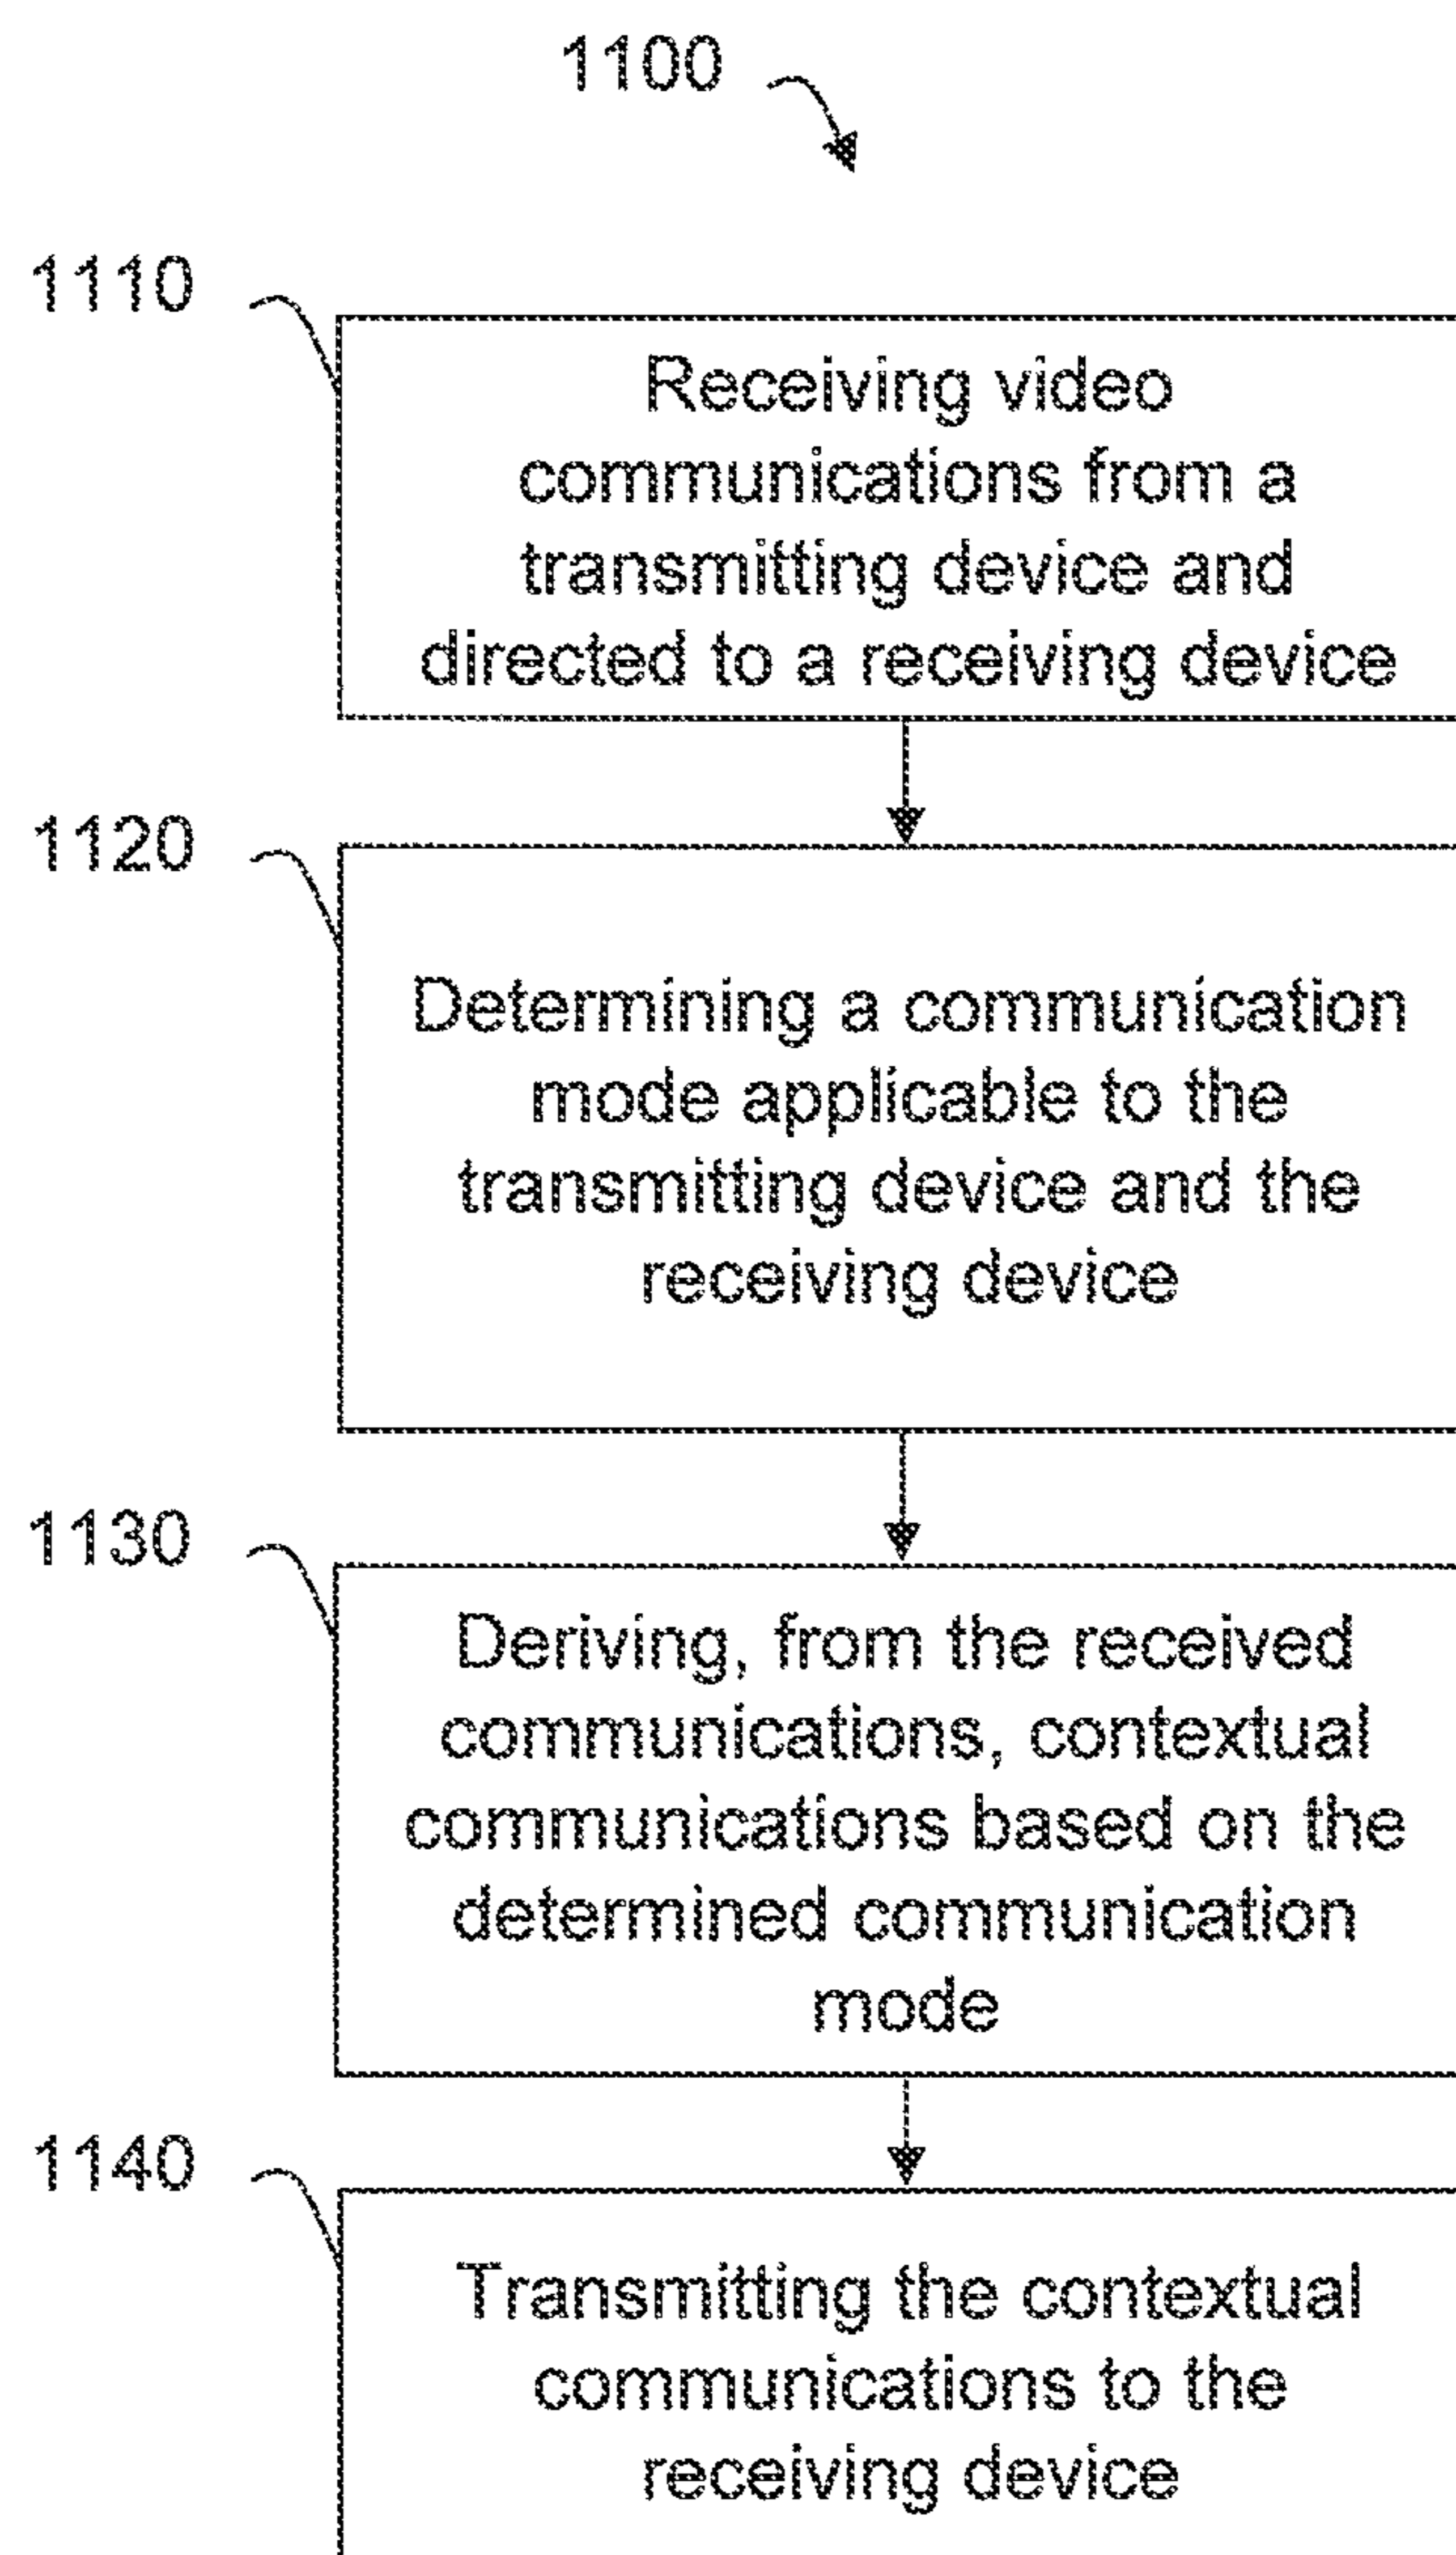 1100
1110
Receiving video
communications from a
transmitting device and
directed to a receiving device
1120
Determining a communication
mode applicable to the
transmitting device and the
receiving device
1130
Deriving, from the received
communications, contextual
communications based on the
determined communication
mode
1140
Transmitting the contextual
communications to the
receiving device